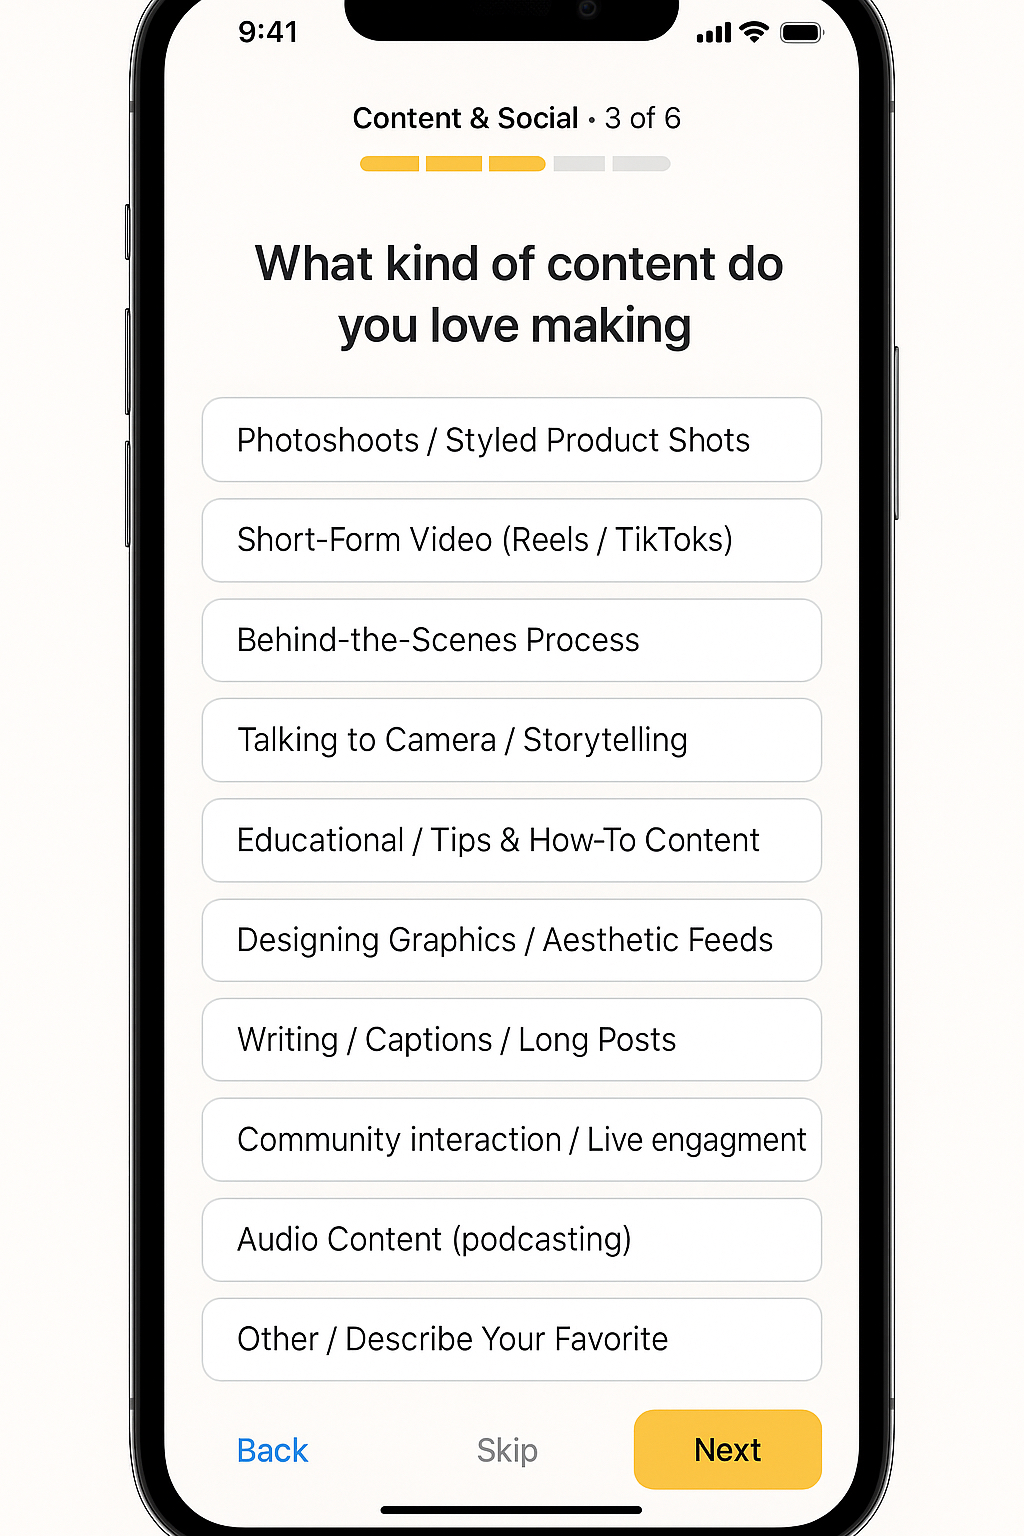 9:41
Content & Social • 3 of 6
What kind of content do
you love making
Photoshoots / Styled Product Shots
Short-Form Video (Reels / TikToks)
Behind-the-Scenes Process
Talking to Camera / Storytelling
Educational / Tips & How-To Content
Designing Graphics / Aesthetic Feeds
Writing / Captions / Long Posts
Community interaction / Live engagment
Audio Content (podcasting)
Other / Describe Your Favorite
Back Skip Next